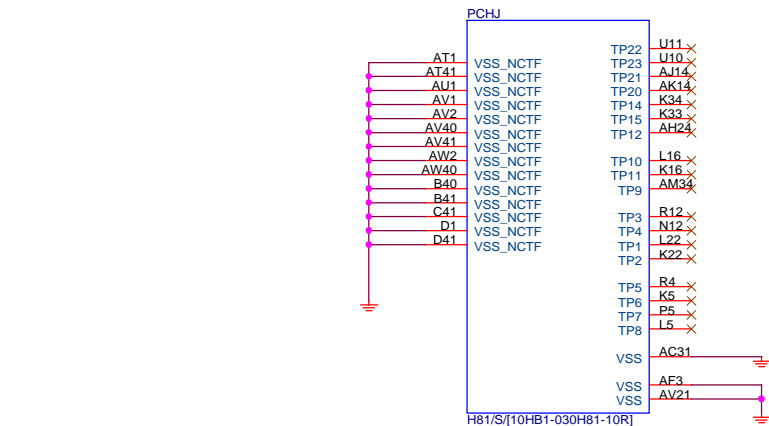 PCHJ
AT1 VSS_NCTF
AT41 VSS_NCTF
AU1 VSS_NCTF
AV1 VSS_NCTF
AV2 VSS_NCTF
AV40 VSS_NCTF
AV41 VSS_NCTF
AW2 VSS_NCTF
AW40 VSS_NCTF
B40 VSS_NCTF
B41 VSS_NCTF
C41 VSS_NCTF
D1 VSS_NCTF
D41 VSS_NCTF
TP22 U11
TP23 U10
TP21 AJ14
TP20 AK14
TP14 K34
TP15 K33
TP12 AH24
TP10 L16
TP11 K16
TP9 AM34
TP3 R12
TP4 N12
TP1 L22
TP2 K22
TP5 R4
TP6 K5
TP7 P5
TP8 L5
VSS AC31
VSS AF3
VSS AV21
H81/S/[10HB1-030H81-10R]